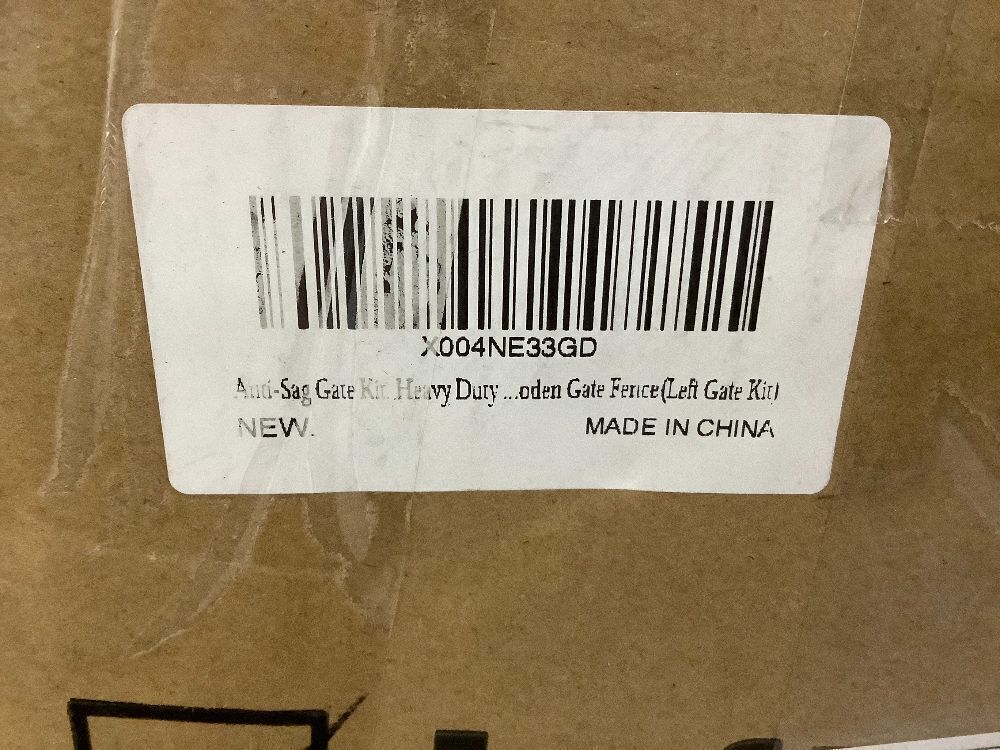 X004NE33GD
Anti-Sag Gate Kit Heavy Duty ...oden Gate Fence(Left Gate Kit)
NEW.
MADE IN CHINA